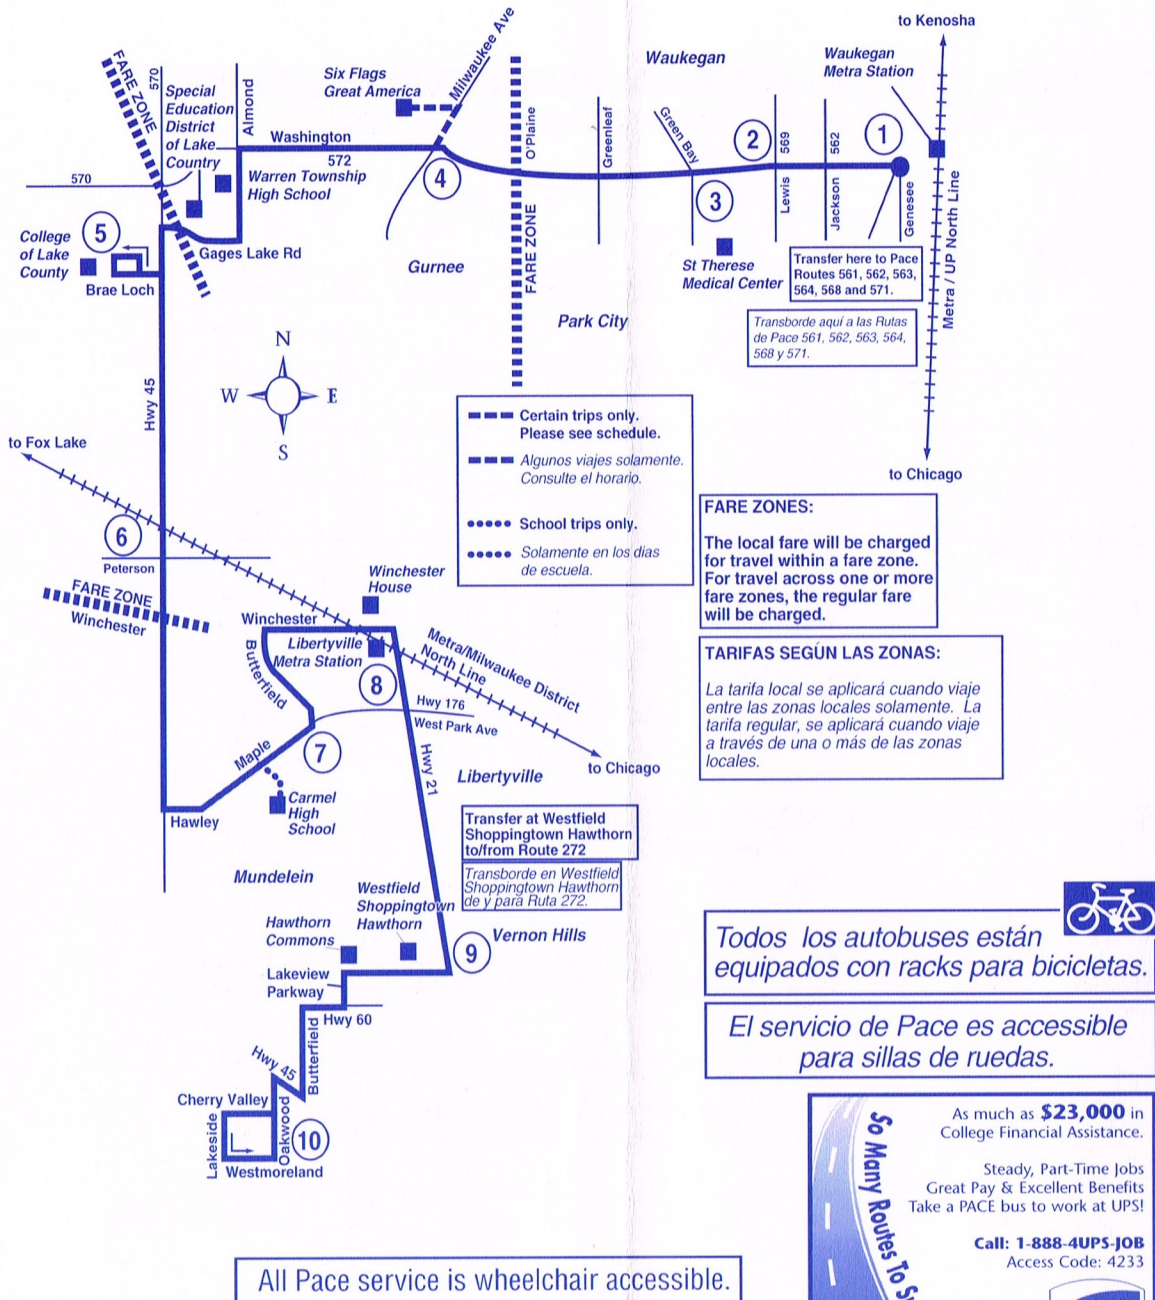 to Kenosha
Milwaukee Ave
Waukegan
Waukegan
Metra Station
FARE ZONE
570
Special
Education
District
of Lake
Country
Almond
Six Flags
Great America
Washington
572
O'Plaine
Greenleaf
Green Bay
2
569
562
1
570
Warren Township
High School
4
3
Lewis
Jackson
Genesee
5
College
of Lake
County
Brae Loch
Gages Lake Rd
Gurnee
FARE ZONE
St Therese
Medical Center
Transfer here to Pace
Routes 561, 562, 563,
564, 568 and 571.
Metra / UP North Line
Park City
Transborde aquí a las Rutas
de Pace 561, 562, 563, 564,
568 y 571.
N
W
E
S
Hwy 45
to Fox Lake
Certain trips only.
Please see schedule.
Algunos viajes solamente.
Consulte el horario.
School trips only.
Solamente en los dias
de escuela.
to Chicago
FARE ZONES:
The local fare will be charged
for travel within a fare zone.
For travel across one or more
fare zones, the regular fare
will be charged.
6
Peterson
FARE ZONE
Winchester
Winchester
House
Winchester
Libertyville
Metra Station
Metra/Milwaukee District
North Line
Butterfield
8
Hwy 176
West Park Ave
TARIFAS SEGÚN LAS ZONAS:
La tarifa local se aplicará cuando viaje
entre las zonas locales solamente. La
tarifa regular, se aplicará cuando viaje
a través de una o más de las zonas
locales.
Maple
7
Hwy 21
Libertyville
to Chicago
Carmel
High
School
Hawley
Transfer at Westfield
Shoppingtown Hawthorn
to/from Route 272
Transborde en Westfield
Shoppingtown Hawthorn
de y para Ruta 272.
Mundelein
Westfield
Shoppingtown
Hawthorn
Hawthorn
Commons
9
Vernon Hills
Lakeview
Parkway
Hwy 60
Todos los autobuses están
equipados con racks para bicicletas.
El servicio de Pace es accessible
para sillas de ruedas.
Butterfield
Hwy 45
Cherry Valley
Lakeside
Oakwood
10
Westmoreland
So Many Routes To
As much as $23,000 in
College Financial Assistance.
Steady, Part-Time Jobs
Great Pay & Excellent Benefits
Take a PACE bus to work at UPS!
Call: 1-888-4UPS-JOB
Access Code: 4233
All Pace service is wheelchair accessible.